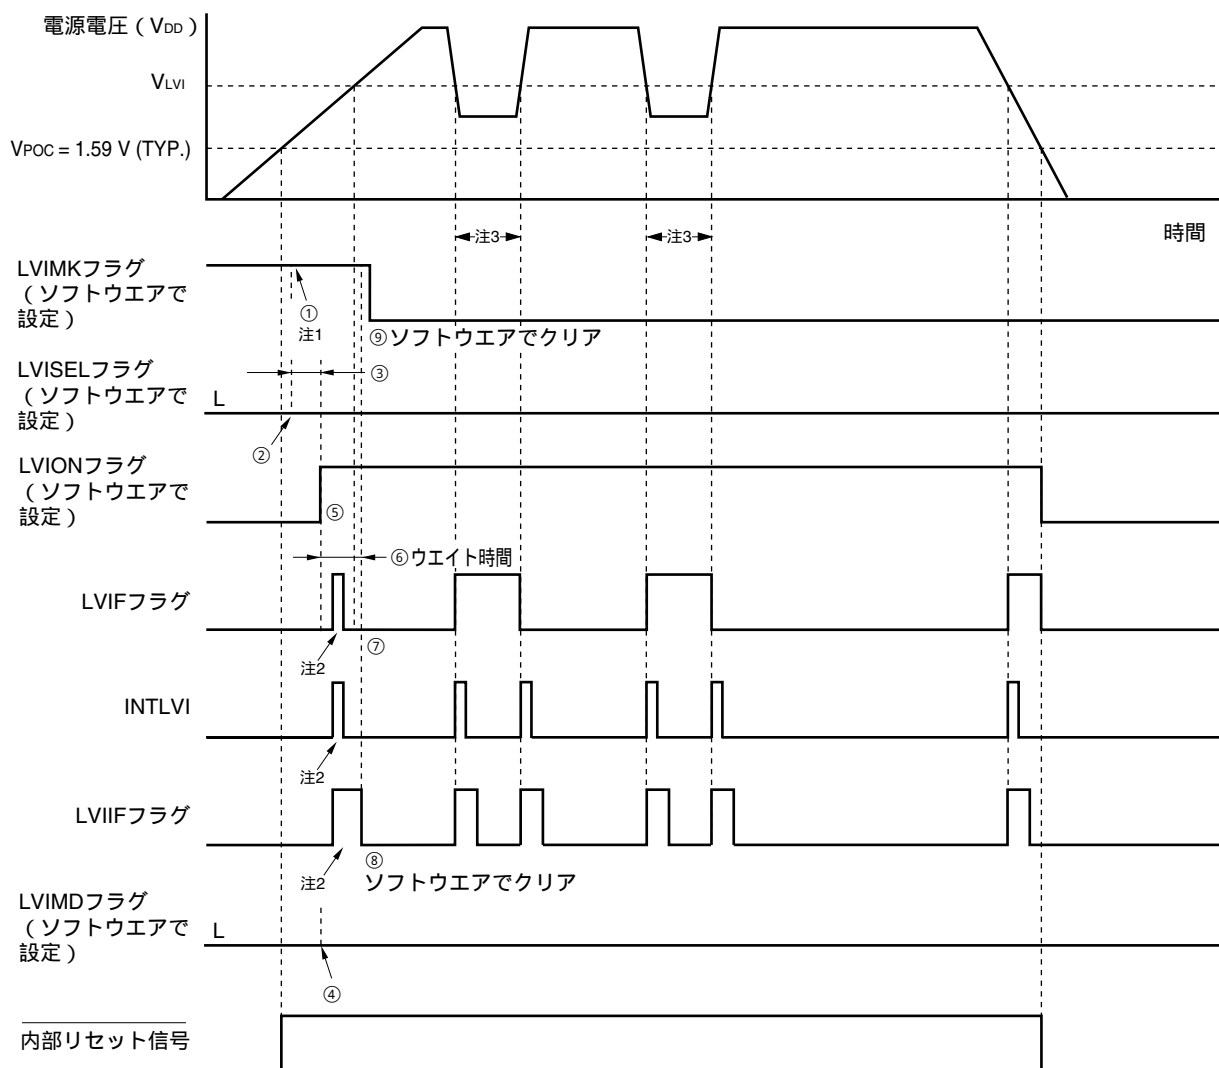 電源電圧（VDD）
VLVI
VPOC = 1.59 V (TYP.)
注3
注3
時間
LVIMKフラグ
（ソフトウエアで
設定）
①
注1
⑨ソフトウエアでクリア
LVISELフラグ
（ソフトウエアで
設定）
L
③
②
LVIONフラグ
（ソフトウエアで
設定）
⑤
⑥ウエイト時間
LVIFフラグ
注2
⑦
INTLVI
注2
LVIIFフラグ
注2
⑧
ソフトウエアでクリア
LVIMDフラグ
（ソフトウエアで
設定）
L
④
内部リセット信号